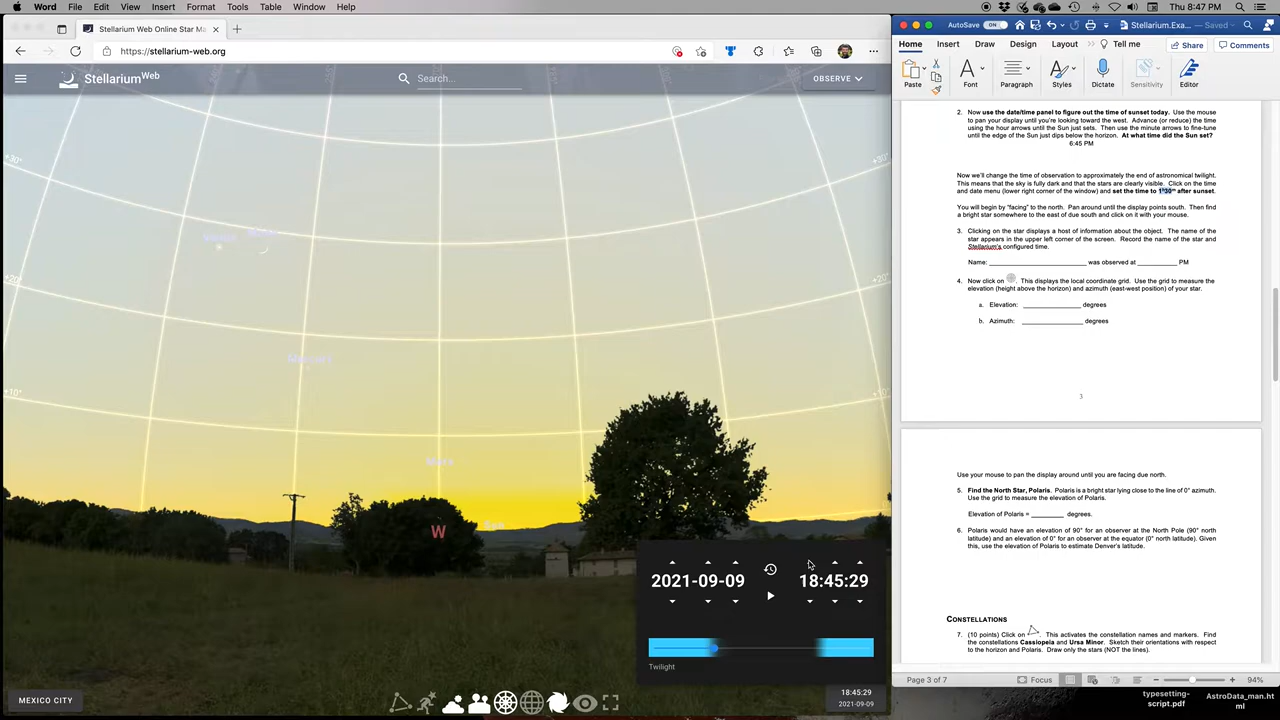 Word File Edit View Insert Format Tools Table Window Help
Thu 8:47 PM
Stellarium Web Online Star Ma
https://stellarium-web.org
Stellarium Web
Search...
OBSERVE
+30°
+30°
+20°
+20°
+10°
+10°
W
2021-09-09
18:45:29
Twilight
MEXICO CITY
18:45:29
2021-09-09
AutoSave ON
Stellarium.Exa... — Saved
Home Insert Draw Design Layout Tell me
Share Comments
Paste Font Paragraph Styles Dictate Sensitivity Editor
2. Now use the date/time panel to figure out the time of sunset today. Use the mouse
to pan your display until you're looking toward the west. Advance (or reduce) the time
using the hour arrows until the Sun just sets. Then use the minute arrows to fine-tune
until the edge of the Sun just dips below the horizon. At what time did the Sun set?
6:45 PM
Now we'll change the time of observation to approximately the end of astronomical twilight.
This means that the sky is fully dark and that the stars are clearly visible. Click on the time
and date menu (lower right corner of the window) and set the time to 1h30m after sunset.
You will begin by "facing" to the north. Pan around until the display points south. Then find
a bright star somewhere to the east of due south and click on it with your mouse.
3. Clicking on the star displays a host of information about the object. The name of the
star appears in the upper left corner of the screen. Record the name of the star and
Stellarium's configured time.
Name: ____________________ was observed at ________ PM
4. Now click on . This displays the local coordinate grid. Use the grid to measure the
elevation (height above the horizon) and azimuth (east-west position) of your star.
a. Elevation: ____________ degrees
b. Azimuth: ____________ degrees
3
Use your mouse to pan the display around until you are facing due north.
5. Find the North Star, Polaris. Polaris is a bright star lying close to the line of 0° azimuth.
Use the grid to measure the elevation of Polaris.
Elevation of Polaris = _______ degrees.
6. Polaris would have an elevation of 90° for an observer at the North Pole (90° north
latitude) and an elevation of 0° for an observer at the equator (0° north latitude). Given
this, use the elevation of Polaris to estimate Denver's latitude.
CONSTELLATIONS
7. (10 points) Click on . This activates the constellation names and markers. Find
the constellations Cassiopeia and Ursa Minor. Sketch their orientations with respect
to the horizon and Polaris. Draw only the stars (NOT the lines).
Page 3 of 7
Focus
94%
typesetting-
script.pdf
AstroData_man.ht
ml